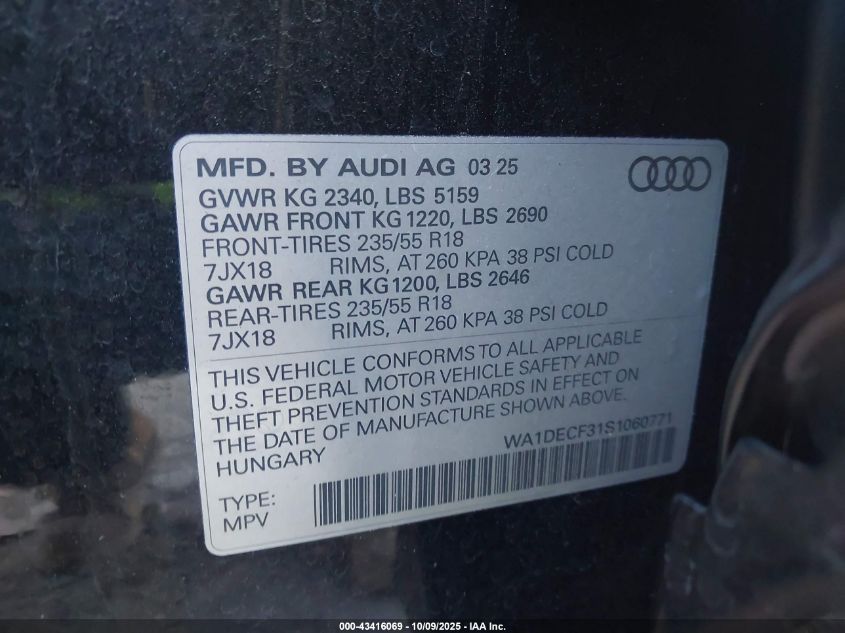 MFD. BY AUDI AG 03 25
GVWR KG 2340, LBS 5159
GAWR FRONT KG 1220, LBS 2690
FRONT-TIRES 235/55 R18
7JX18 RIMS, AT 260 KPA 38 PSI COLD
GAWR REAR KG 1200, LBS 2646
REAR-TIRES 235/55 R18
7JX18 RIMS, AT 260 KPA 38 PSI COLD
THIS VEHICLE CONFORMS TO ALL APPLICABLE
U.S. FEDERAL MOTOR VEHICLE SAFETY AND
THEFT PREVENTION STANDARDS IN EFFECT ON
THE DATE OF MANUFACTURE SHOWN ABOVE.
HUNGARY
WA1DECF31S1060771
TYPE:
MPV
000-43416069 - 10/09/2025 - IAA Inc.